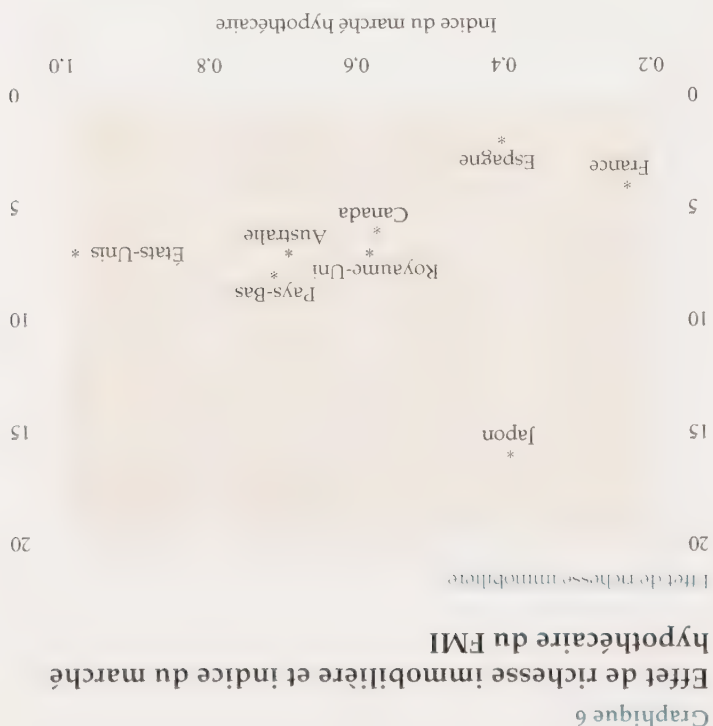 Graphique 6
Effet de richesse immobilière et indice du marché
hypothécaire du FMI
Effet de richesse immobilière
20 20
Japon
15 15
10 10
Pays-Bas
Royaume-Uni
États-Unis
Australie
Canada
5 5
France
Espagne
0 0
0.2 0.4 0.6 0.8 1.0
Indice du marché hypothécaire